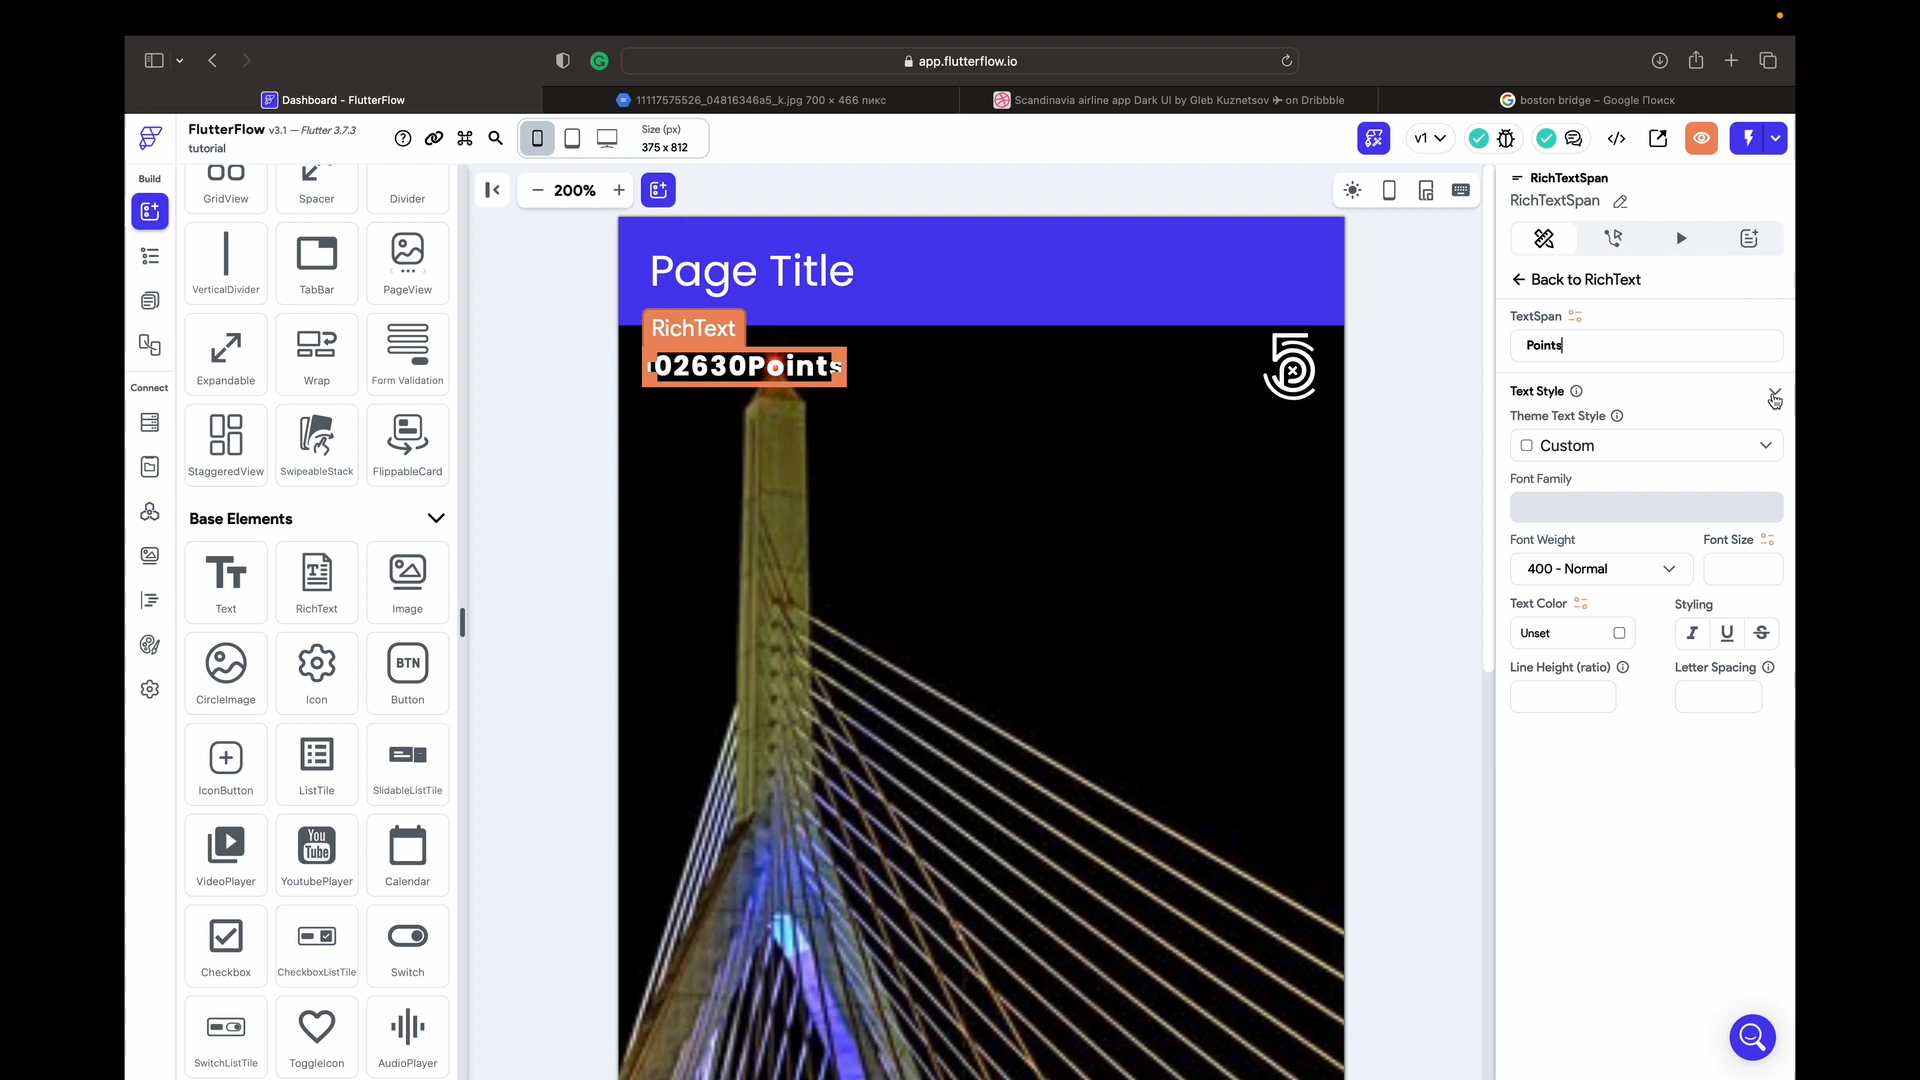 app.flutterflow.io
Dashboard - FlutterFlow
11117575526_04816346a5_k.jpg 700 × 466 пикс
Scandinavia airline app Dark UI by Gleb Kuznetsov ✈ on Dribbble
boston bridge – Google Поиск
FlutterFlow v3.1 — Flutter 3.7.3
tutorial
Size (px)
375 x 812
v1
Build
Connect
GridView
Spacer
Divider
VerticalDivider
TabBar
PageView
Expandable
Wrap
Form Validation
StaggeredView
SwipeableStack
FlippableCard
Base Elements
Text
RichText
Image
CircleImage
Icon
BTN
Button
IconButton
ListTile
SlidableListTile
VideoPlayer
You
Tube
YoutubePlayer
Calendar
Checkbox
CheckboxListTile
Switch
SwitchListTile
ToggleIcon
AudioPlayer
200%
Page Title
RichText
02630Points
RichTextSpan
RichTextSpan
Back to RichText
TextSpan
Points
Text Style
Theme Text Style
Custom
Font Family
Font Weight
Font Size
400 - Normal
Text Color
Styling
Unset
Line Height (ratio)
Letter Spacing